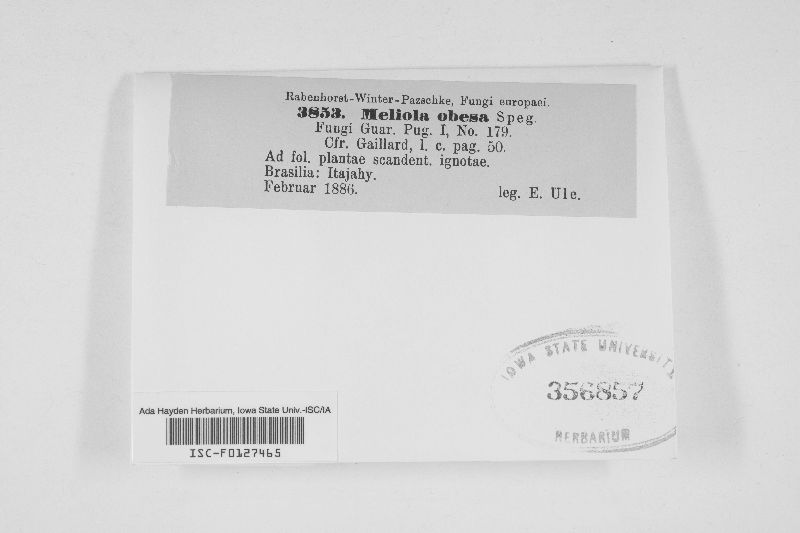 Rabenhorst-Winter-Pazschke, Fungi europaei.
3853. Meliola obesa Speg.
Fungi Guar. Pug. I, No. 179.
Cfr. Gaillard, l. c. pag. 50.
Ad fol. plantae scandent. ignotae.
Brasilia: Itajahy.
Februar 1886. leg. E. Ule.
IOWA STATE UNIVERSITY
356857
HERBARIUM
Ada Hayden Herbarium, Iowa State Univ.-ISC/IA
ISC-F0127465